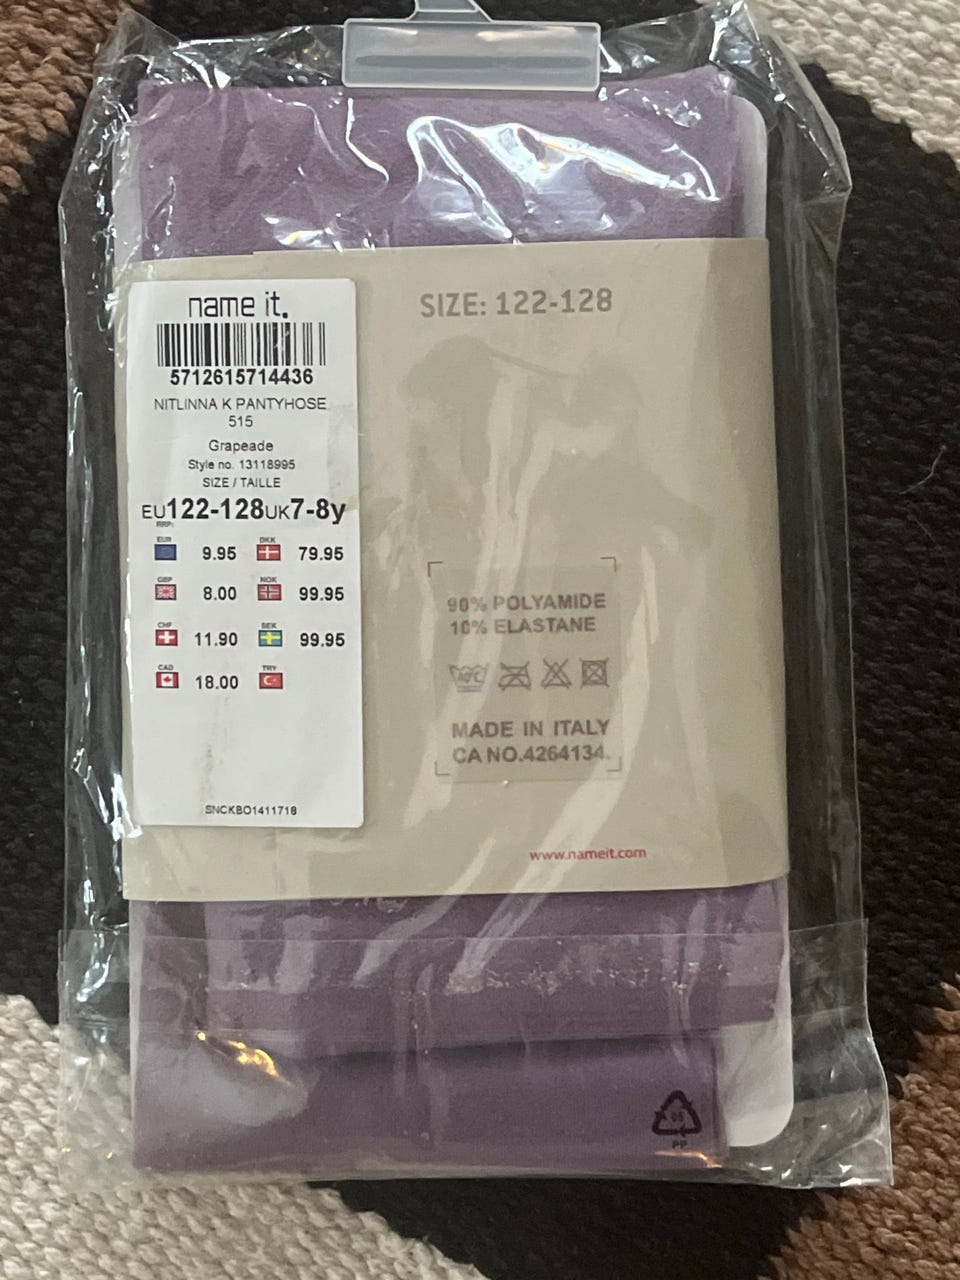 name it.
5712615714436
NITLINNA K PANTYHOSE
515
Grapeade
Style no. 13118995
SIZE / TAILLE
EU122-128UK7-8y
RRP:
EUR 9.95 DKK 79.95
GBP 8.00 NOK 99.95
CHF 11.90 SEK 99.95
CAD 18.00 TRY
SNCKBO1411718
SIZE: 122-128
90% POLYAMIDE
10% ELASTANE
40°C
MADE IN ITALY
CA NO.4264134.
www.nameit.com
PP